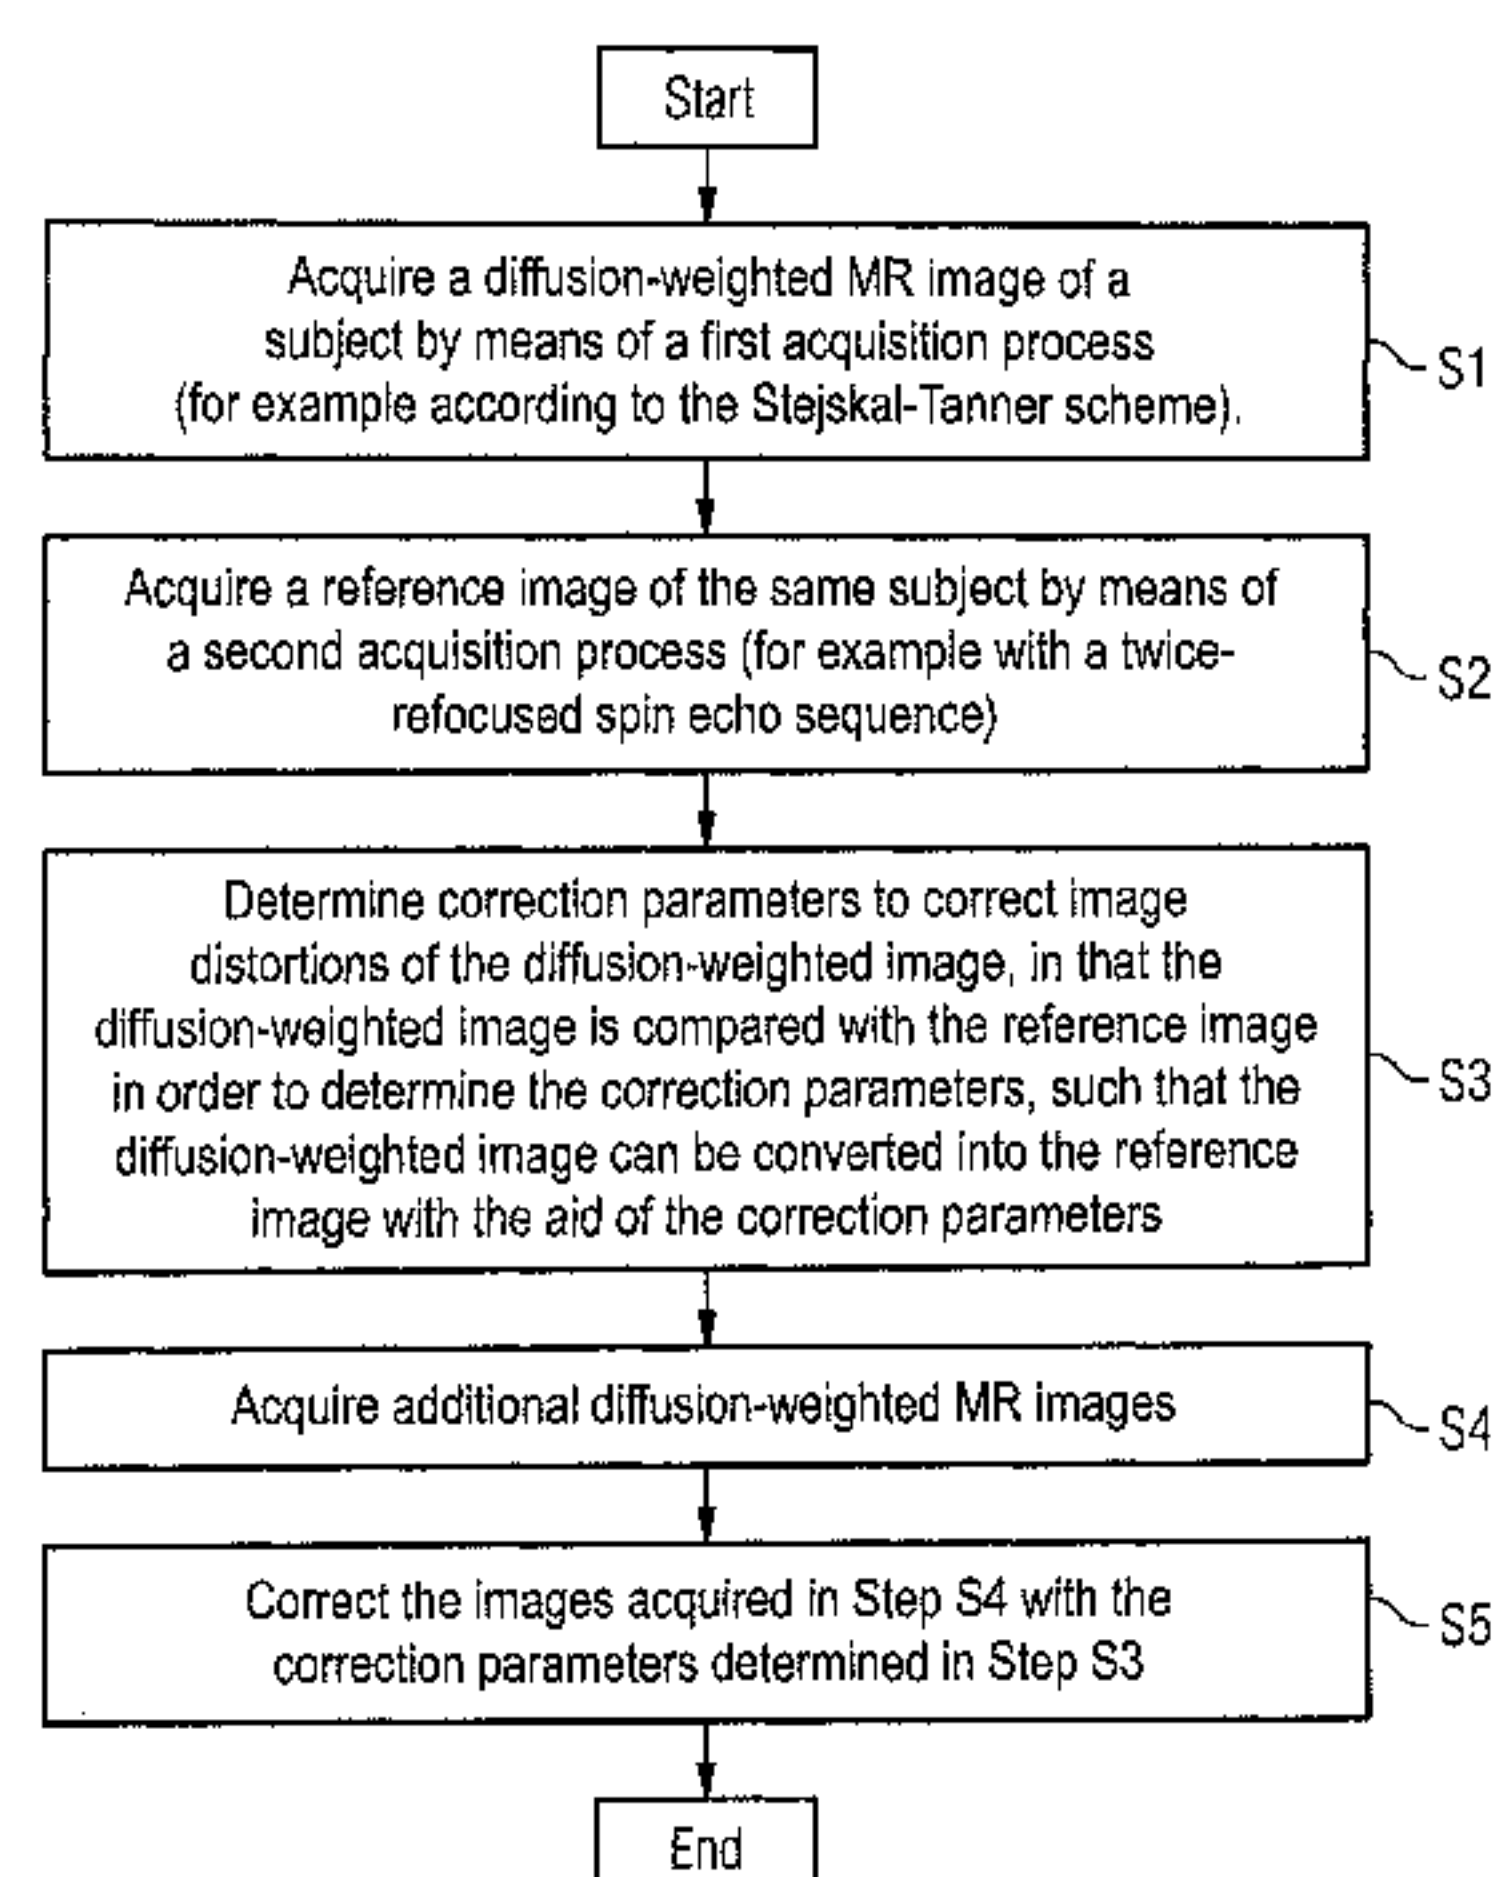 Start
Acquire a diffusion-weighted MR image of a
subject by means of a first acquisition process
(for example according to the Stejskal-Tanner scheme).
S1
Acquire a reference image of the same subject by means of
a second acquisition process (for example with a twice-
refocused spin echo sequence)
S2
Determine correction parameters to correct image
distortions of the diffusion-weighted image, in that the
diffusion-weighted image is compared with the reference image
in order to determine the correction parameters, such that the
diffusion-weighted image can be converted into the reference
image with the aid of the correction parameters
S3
Acquire additional diffusion-weighted MR images
S4
Correct the images acquired in Step S4 with the
correction parameters determined in Step S3
S5
End